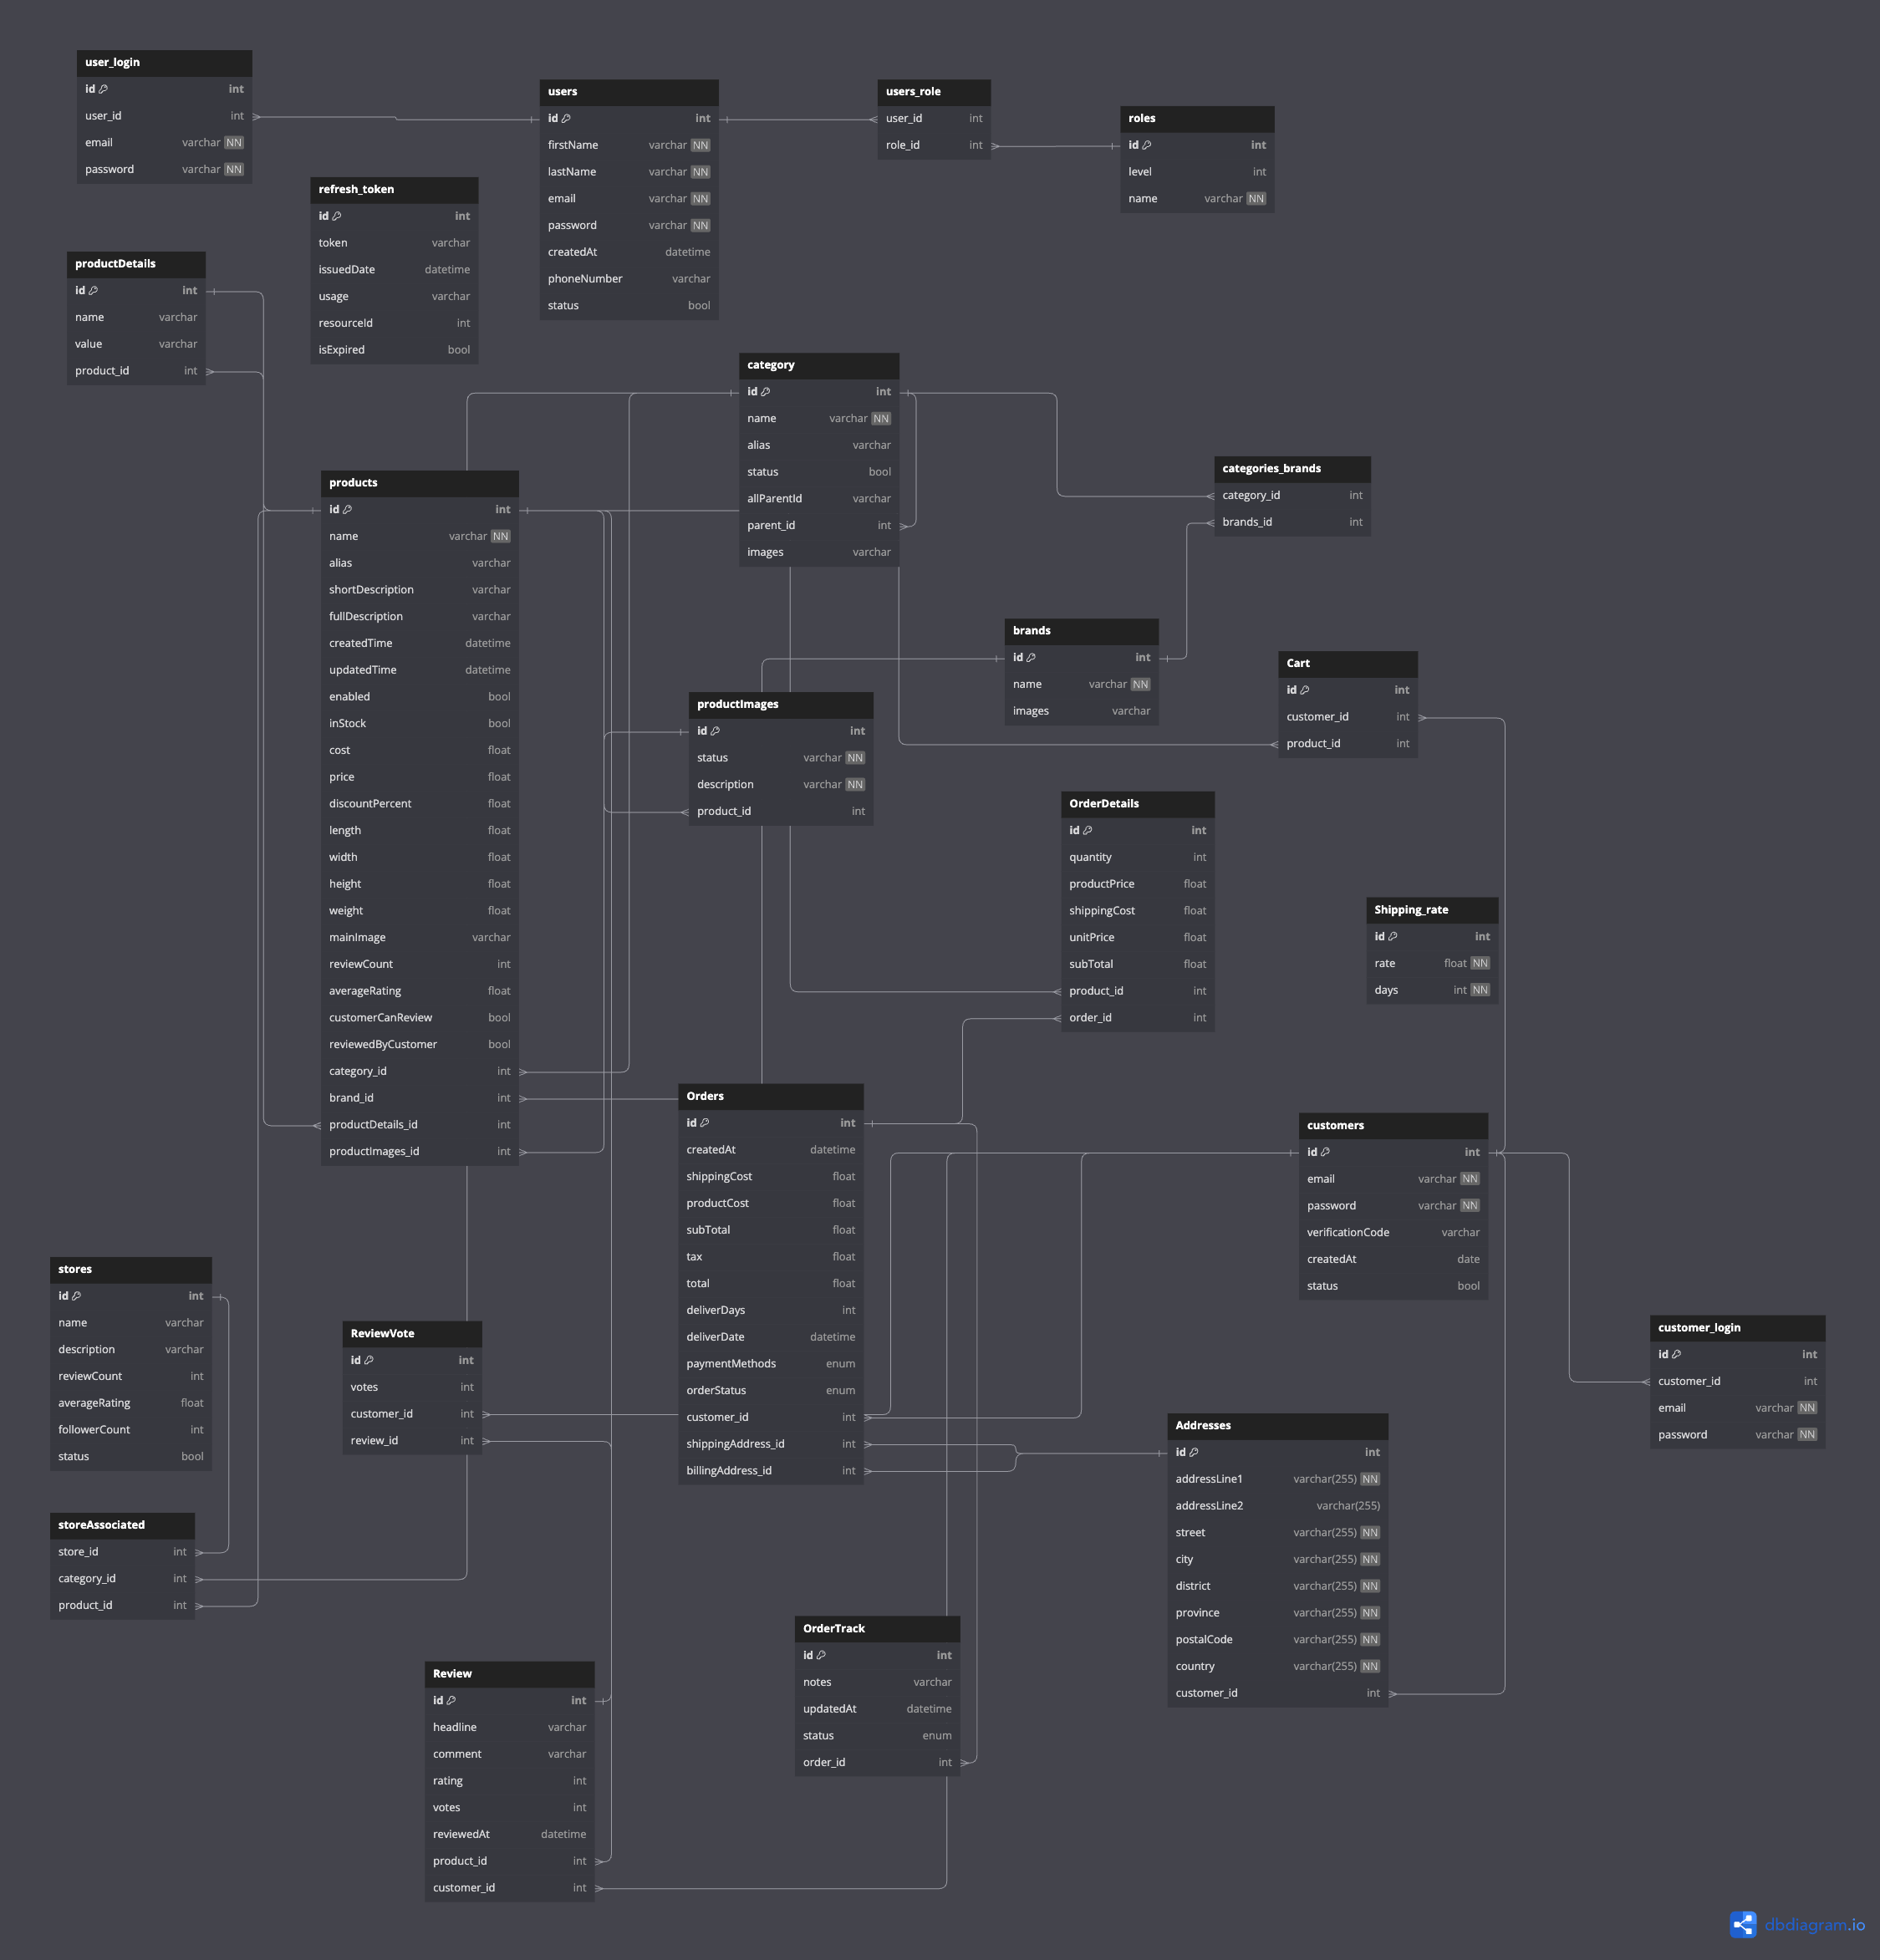 user_login
id int
user_id int
email varchar NN
password varchar NN
users
id int
firstName varchar NN
lastName varchar NN
email varchar NN
password varchar NN
createdAt datetime
phoneNumber varchar
status bool
users_role
user_id int
role_id int
roles
id int
level int
name varchar NN
refresh_token
id int
token varchar
issuedDate datetime
usage varchar
resourceId int
isExpired bool
productDetails
id int
name varchar
value varchar
product_id int
category
id int
name varchar NN
alias varchar
status bool
allParentId varchar
parent_id int
images varchar
categories_brands
category_id int
brands_id int
products
id int
name varchar NN
alias varchar
shortDescription varchar
fullDescription varchar
createdTime datetime
updatedTime datetime
enabled bool
inStock bool
cost float
price float
discountPercent float
length float
width float
height float
weight float
mainImage varchar
reviewCount int
averageRating float
customerCanReview bool
reviewedByCustomer bool
category_id int
brand_id int
productDetails_id int
productImages_id int
brands
id int
name varchar NN
images varchar
Cart
id int
customer_id int
product_id int
productImages
id int
status varchar NN
description varchar NN
product_id int
OrderDetails
id int
quantity int
productPrice float
shippingCost float
unitPrice float
subTotal float
product_id int
order_id int
Shipping_rate
id int
rate float NN
days int NN
Orders
id int
createdAt datetime
shippingCost float
productCost float
subTotal float
tax float
total float
deliverDays int
deliverDate datetime
paymentMethods enum
orderStatus enum
customer_id int
shippingAddress_id int
billingAddress_id int
customers
id int
email varchar NN
password varchar NN
verificationCode varchar
createdAt date
status bool
stores
id int
name varchar
description varchar
reviewCount int
averageRating float
followerCount int
status bool
ReviewVote
id int
votes int
customer_id int
review_id int
customer_login
id int
customer_id int
email varchar NN
password varchar NN
Addresses
id int
addressLine1 varchar(255) NN
addressLine2 varchar(255)
street varchar(255) NN
city varchar(255) NN
district varchar(255) NN
province varchar(255) NN
postalCode varchar(255) NN
country varchar(255) NN
customer_id int
storeAssociated
store_id int
category_id int
product_id int
OrderTrack
id int
notes varchar
updatedAt datetime
status enum
order_id int
Review
id int
headline varchar
comment varchar
rating int
votes int
reviewedAt datetime
product_id int
customer_id int
dbdiagram.io